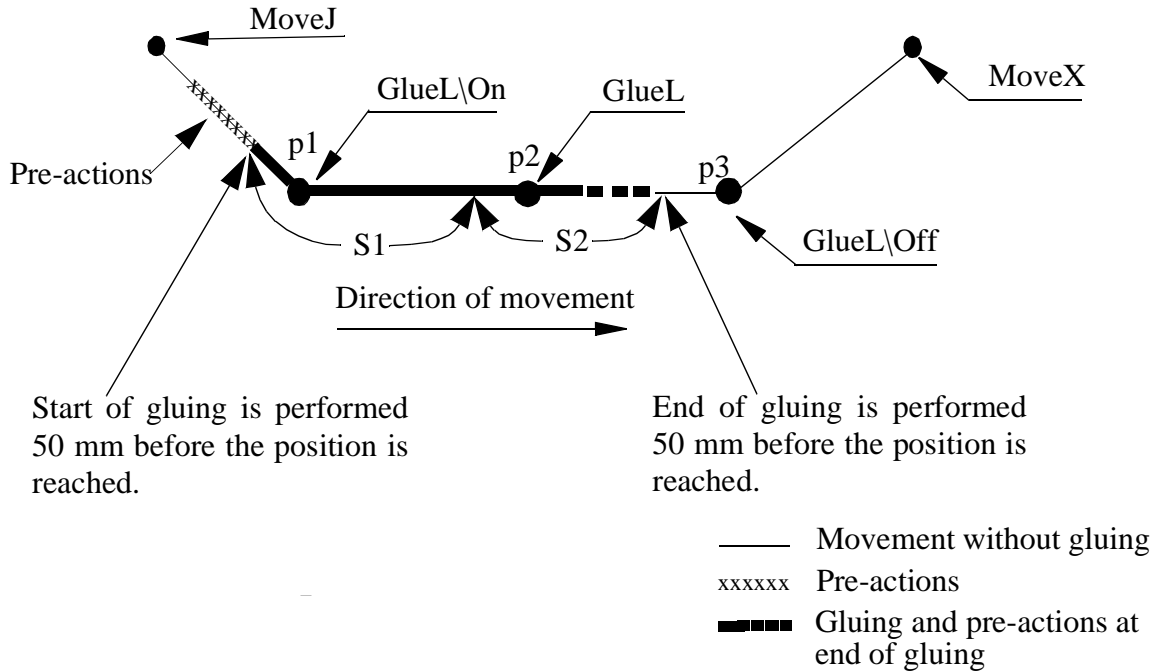 MoveJ
GlueL\On
GlueL
MoveX
p1
p2
p3
Pre-actions
S1
S2
GlueL\Off
Direction of movement
Start of gluing is performed
50 mm before the position is
reached.
End of gluing is performed
50 mm before the position is
reached.
Movement without gluing
xxxxxx Pre-actions
Gluing and pre-actions at
end of gluing